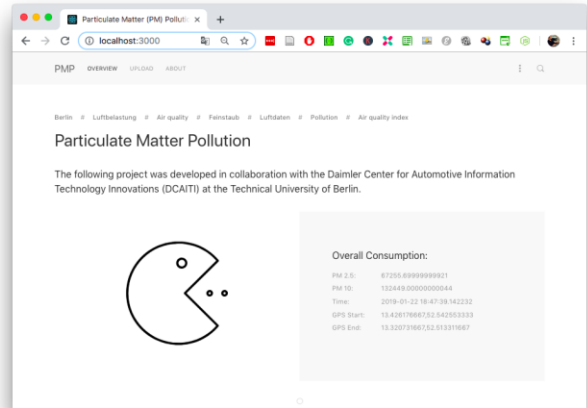 Particulate Matter (PM) Polluti
localhost:3000
PMP OVERVIEW UPLOAD ABOUT
Berlin # Luftbelastung # Air quality # Feinstaub # Luftdaten # Pollution # Air quality index
Particulate Matter Pollution
The following project was developed in collaboration with the Daimler Center for Automotive Information
Technology Innovations (DCAITI) at the Technical University of Berlin.
Overall Consumption:
PM 2.5: 67255.69999999921
PM 10: 132449.00000000044
Time: 2019-01-22 16:47:39.142232
GPS Start: 13.426176667,52.542553333
GPS End: 13.320731667,52.513311667